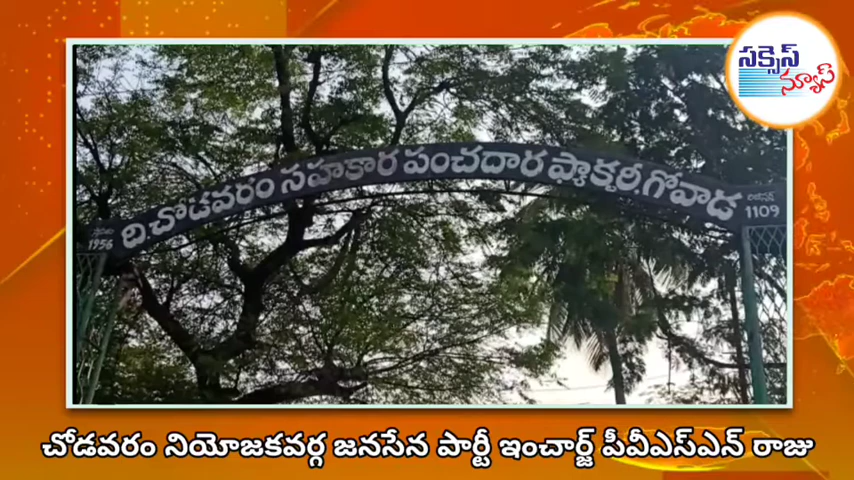 సక్సెస్
న్యూస్
ది చోడవరం సహకార పంచదార ఫ్యాక్టరీ.గోవాడ
1956
1109
చోడవరం నియోజకవర్గ జనసేన పార్టీ ఇంచార్జ్ పీవీఎస్ఎన్ రాజు